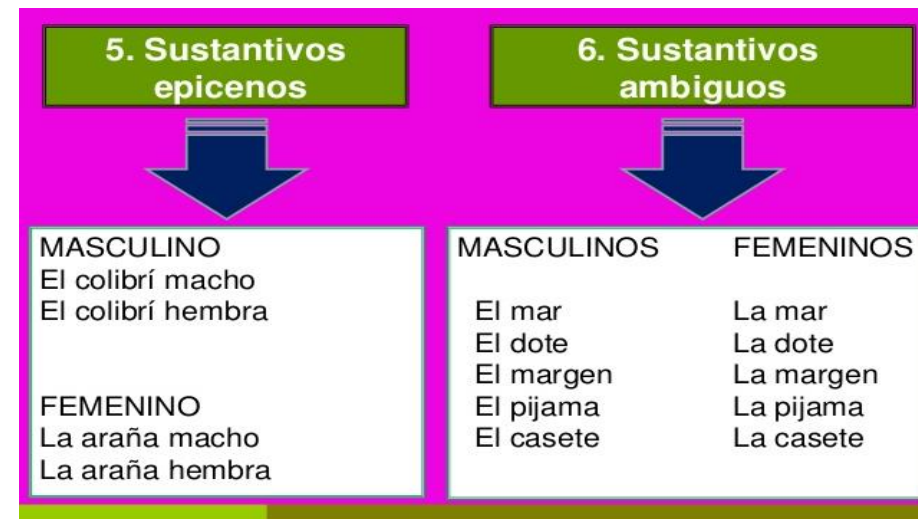 5. Sustantivos
epicenos
6. Sustantivos
ambiguos
MASCULINO
El colibrí macho
El colibrí hembra
FEMENINO
La araña macho
La araña hembra
MASCULINOS FEMENINOS
El mar La mar
El dote La dote
El margen La margen
El pijama La pijama
El casete La casete